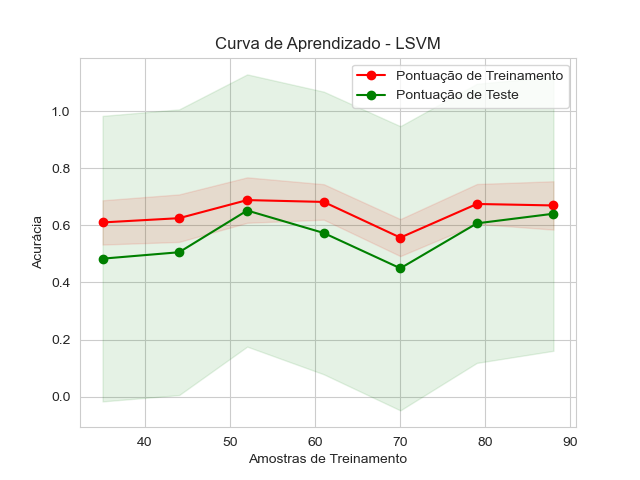 Curva de Aprendizado - LSVM
Pontuação de Treinamento
Pontuação de Teste
Acurácia
1.0
0.8
0.6
0.4
0.2
0.0
40 50 60 70 80 90
Amostras de Treinamento